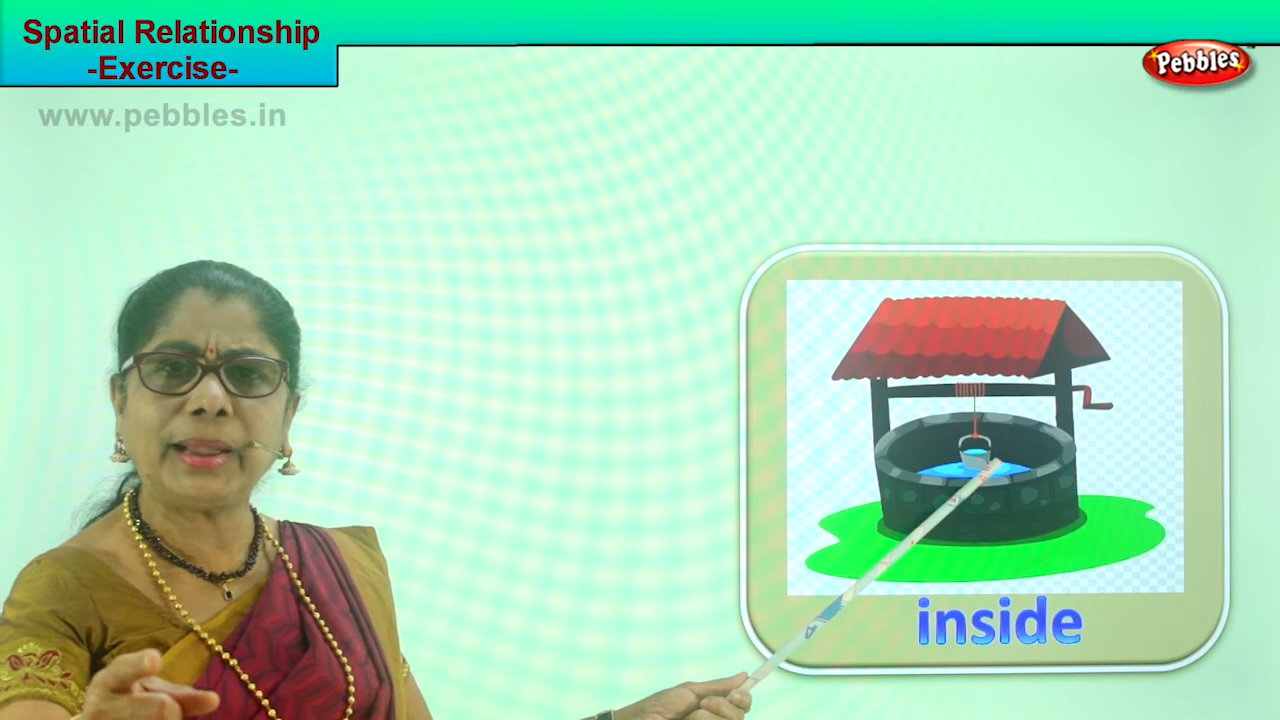 Spatial Relationship
-Exercise-
Pebbles
www.pebbles.in
inside